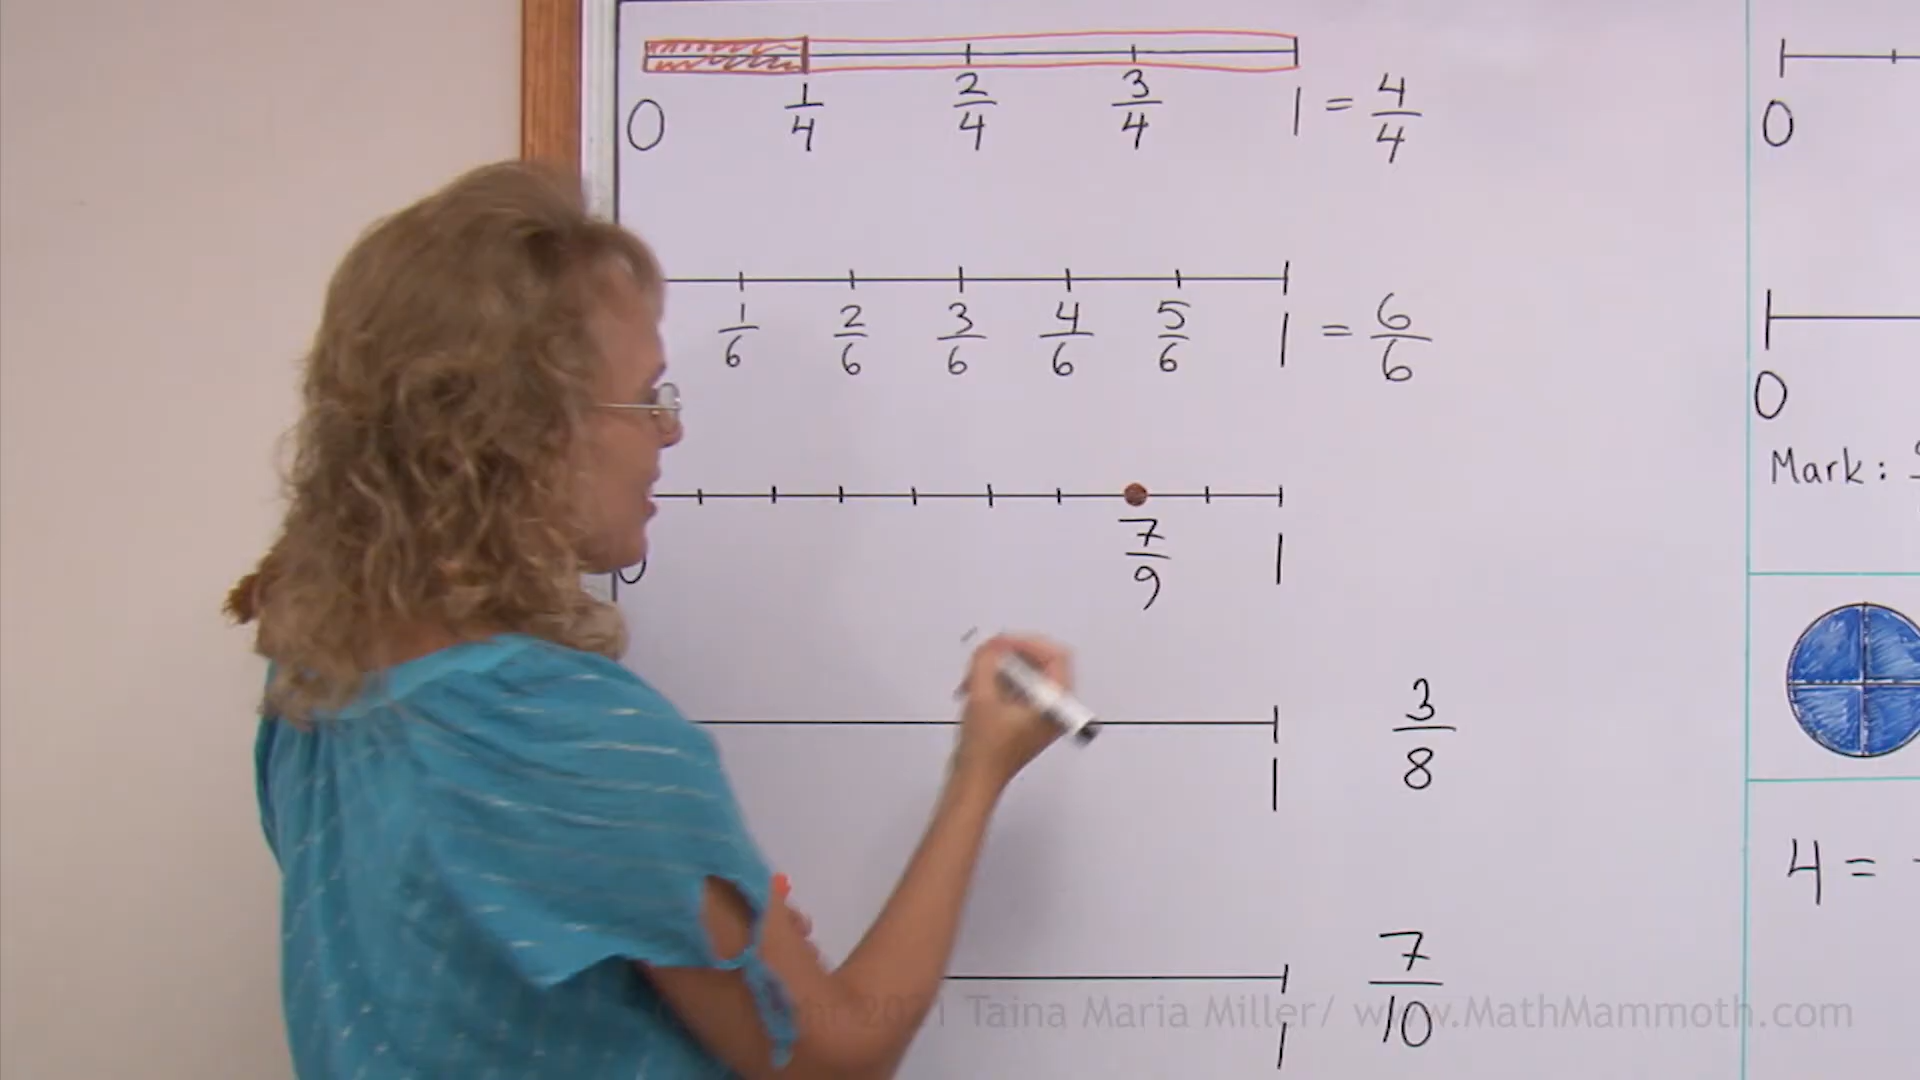 0 1/4 2/4 3/4 1 = 4/4
0
1/6 2/6 3/6 4/6 5/6 1 = 6/6
0
Mark:
0 7/9 1
1 3/8
4 =
1 7/10
2011 Taina Maria Miller/ www.MathMammoth.com